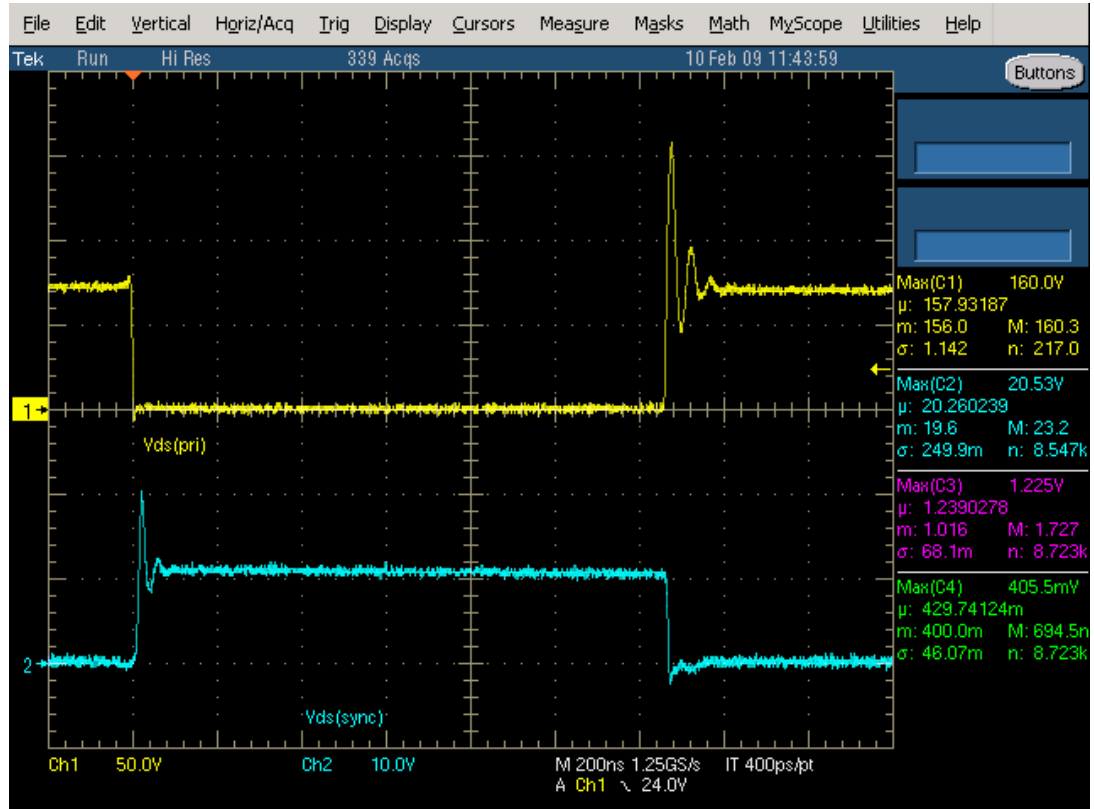 File Edit Vertical Horiz/Acq Trig Display Cursors Measure Masks Math MyScope Utilities Help
Tek Run Hi Res 339 Acqs 10 Feb 09 11:43:59
Buttons
Max(C1) 160.0V
µ: 157.93187
m: 156.0 M: 160.3
σ: 1.142 n: 217.0
1
Max(C2) 20.53V
µ: 20.260239
m: 19.6 M: 23.2
σ: 249.9m n: 8.547k
Vds(pri)
Max(C3) 1.225V
µ: 1.2390278
m: 1.016 M: 1.727
σ: 68.1m n: 8.723k
Max(C4) 405.5mV
µ: 429.74124m
m: 400.0m M: 694.5m
σ: 46.07m n: 8.723k
2
Vds(sync)
Ch1 50.0V Ch2 10.0V M 200ns 1.25GS/s IT 400ps/pt
A Ch1 \ 24.0V